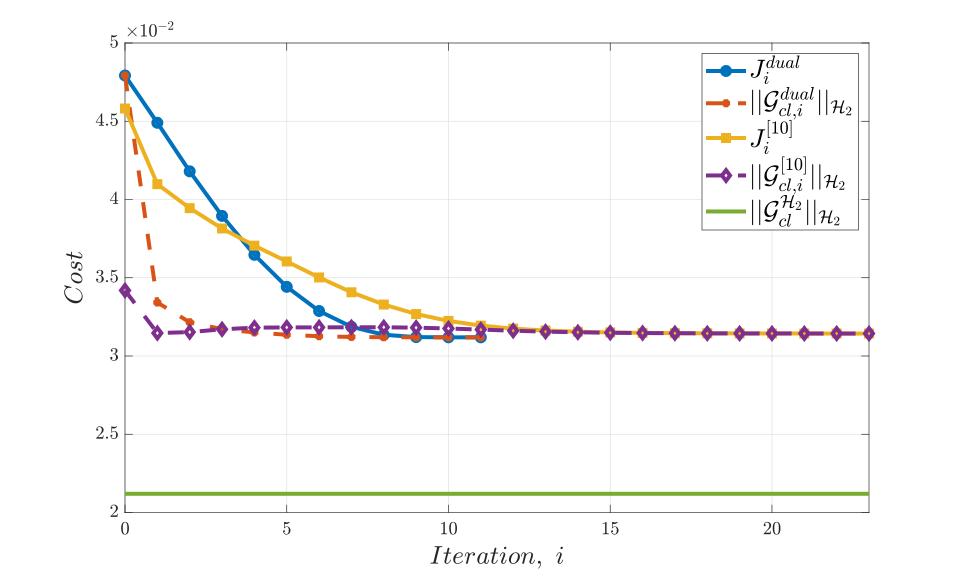 ×10⁻²
5
4.5
4
3.5
3
2.5
2
Cost
0
5
10
15
20
Iteration, i
J_i^{dual}
||𝒢_{cl,i}^{dual}||_{ℋ₂}
J_i^{[10]}
||𝒢_{cl,i}^{[10]}||_{ℋ₂}
||𝒢_{cl}^{ℋ₂}||_{ℋ₂}